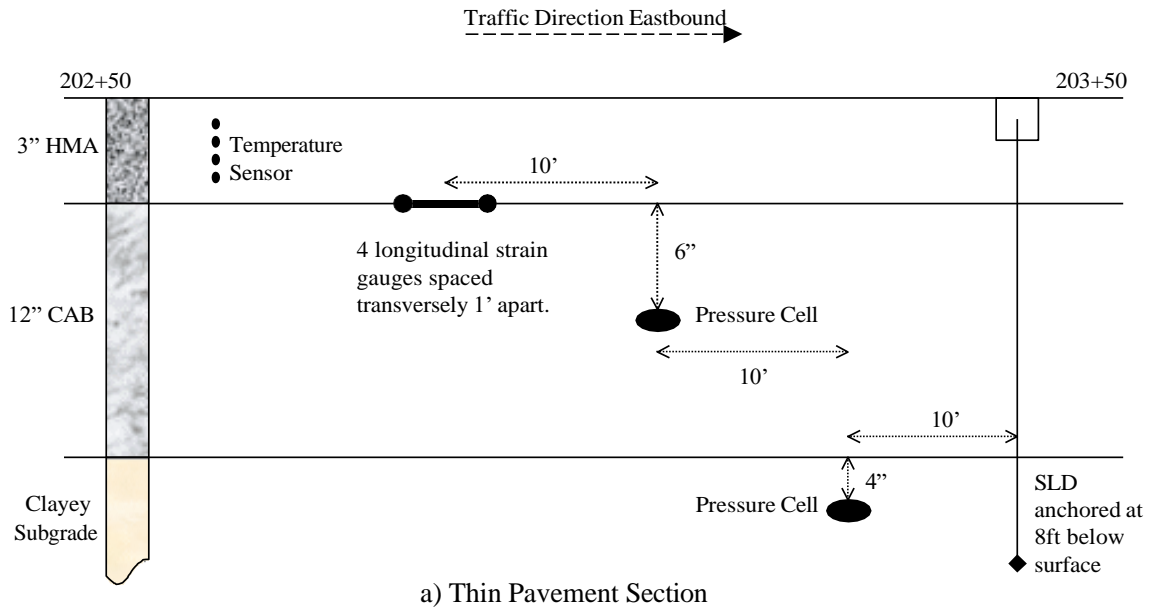 Traffic Direction Eastbound
202+50
203+50
3” HMA
Temperature
Sensor
10’
4 longitudinal strain
gauges spaced
transversely 1’ apart.
6”
12” CAB
Pressure Cell
10’
10’
4”
Clayey
Subgrade
Pressure Cell
SLD
anchored at
8ft below
surface
a) Thin Pavement Section